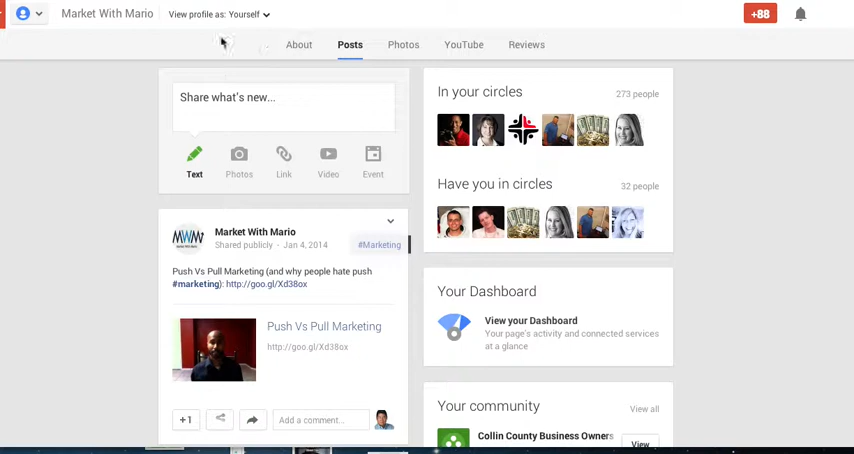 Market With Mario
View profile as: Yourself
+88
About
Posts
Photos
YouTube
Reviews
Share what's new...
Text
Photos
Link
Video
Event
Market With Mario
Shared publicly - Jan 4, 2014
#Marketing
Push Vs Pull Marketing (and why people hate push
#marketing): http://goo.gl/Xd38ox
Push Vs Pull Marketing
http://goo.gl/Xd38ox
+1
Add a comment...
In your circles
273 people
Have you in circles
32 people
Your Dashboard
View your Dashboard
Your page's activity and connected services
at a glance
Your community
View all
Collin County Business Owners
View